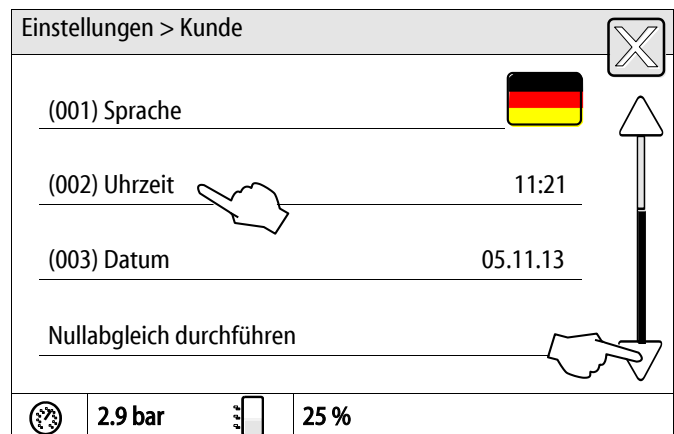 Einstellungen > Kunde
X
(001) Sprache
(002) Uhrzeit 11:21
(003) Datum 05.11.13
Nullabgleich durchführen
2.9 bar 25 %